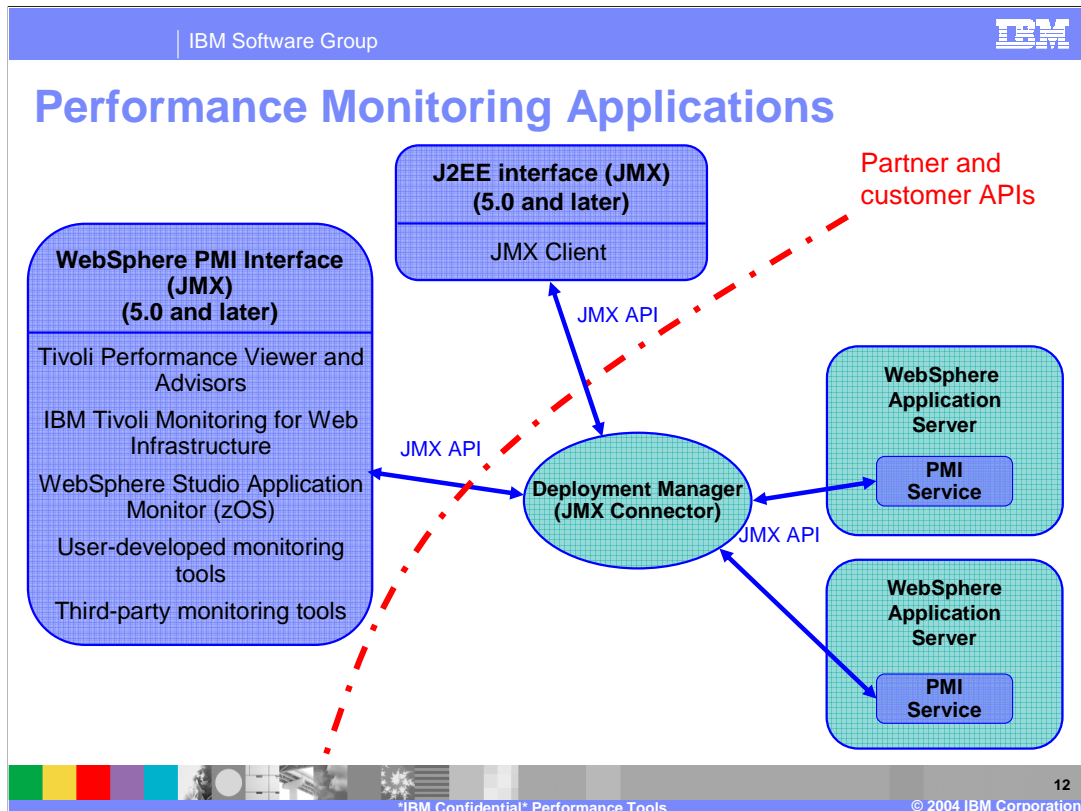 IBM Software Group
IBM
Performance Monitoring Applications
J2EE interface (JMX)
(5.0 and later)
JMX Client
Partner and
customer APIs
WebSphere PMI Interface
(JMX)
(5.0 and later)
Tivoli Performance Viewer and
Advisors
IBM Tivoli Monitoring for Web
Infrastructure
WebSphere Studio Application
Monitor (zOS)
User-developed monitoring
tools
Third-party monitoring tools
JMX API
JMX API
Deployment Manager
(JMX Connector)
JMX API
WebSphere
Application
Server
PMI
Service
WebSphere
Application
Server
PMI
Service
12
*IBM Confidential* Performance Tools
© 2004 IBM Corporation